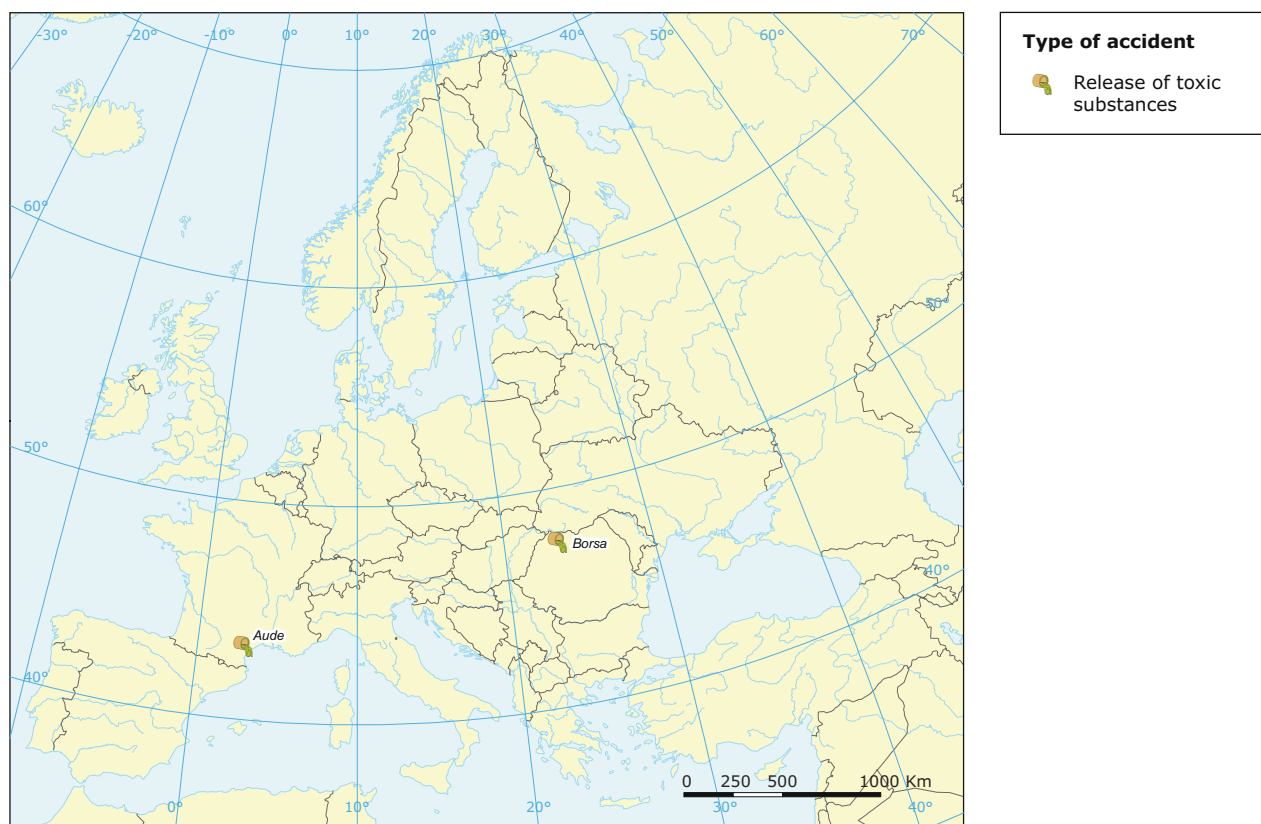 -30° -20° -10° 0° 10° 20° 30° 40° 60° 70°
60°
50°
50°
40°
40°
Borsa
Aude
0 250 500 1000 Km
0° 10° 20° 30° 40°
Type of accident
Release of toxic
substances